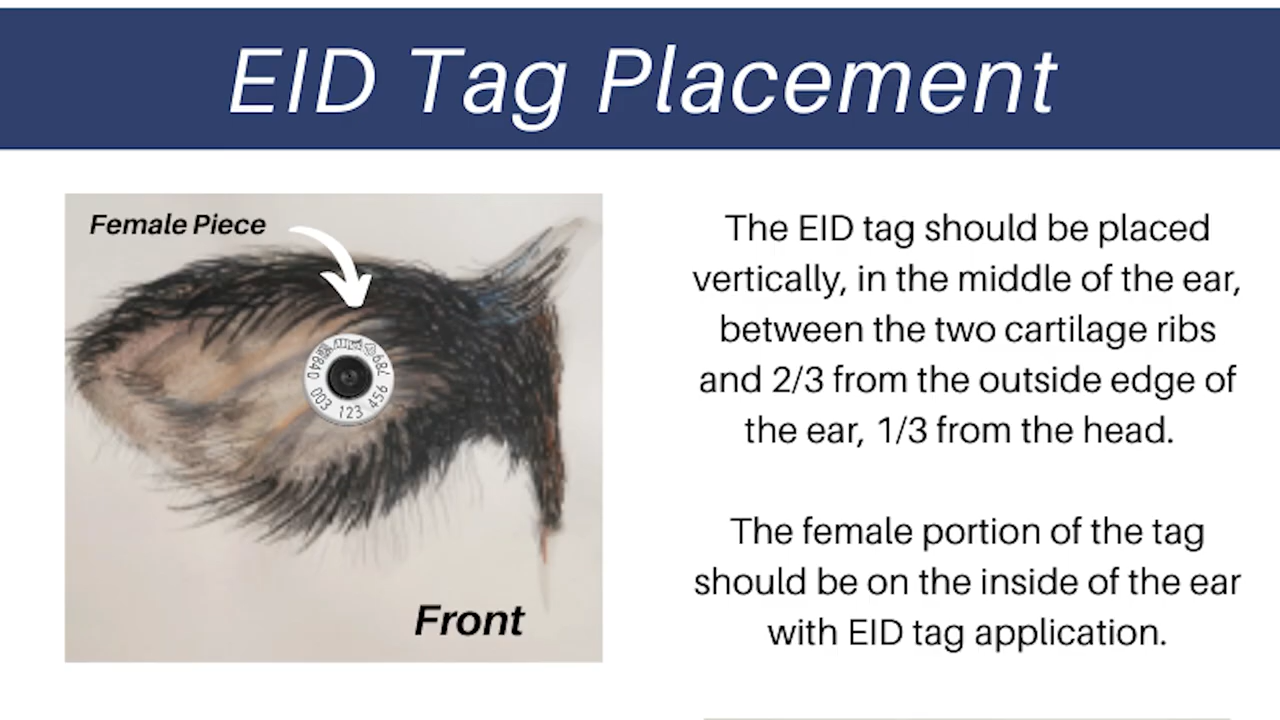 EID Tag Placement
Female Piece
840 003 123 456 789
Front
The EID tag should be placed
vertically, in the middle of the ear,
between the two cartilage ribs
and 2/3 from the outside edge of
the ear, 1/3 from the head.
The female portion of the tag
should be on the inside of the ear
with EID tag application.